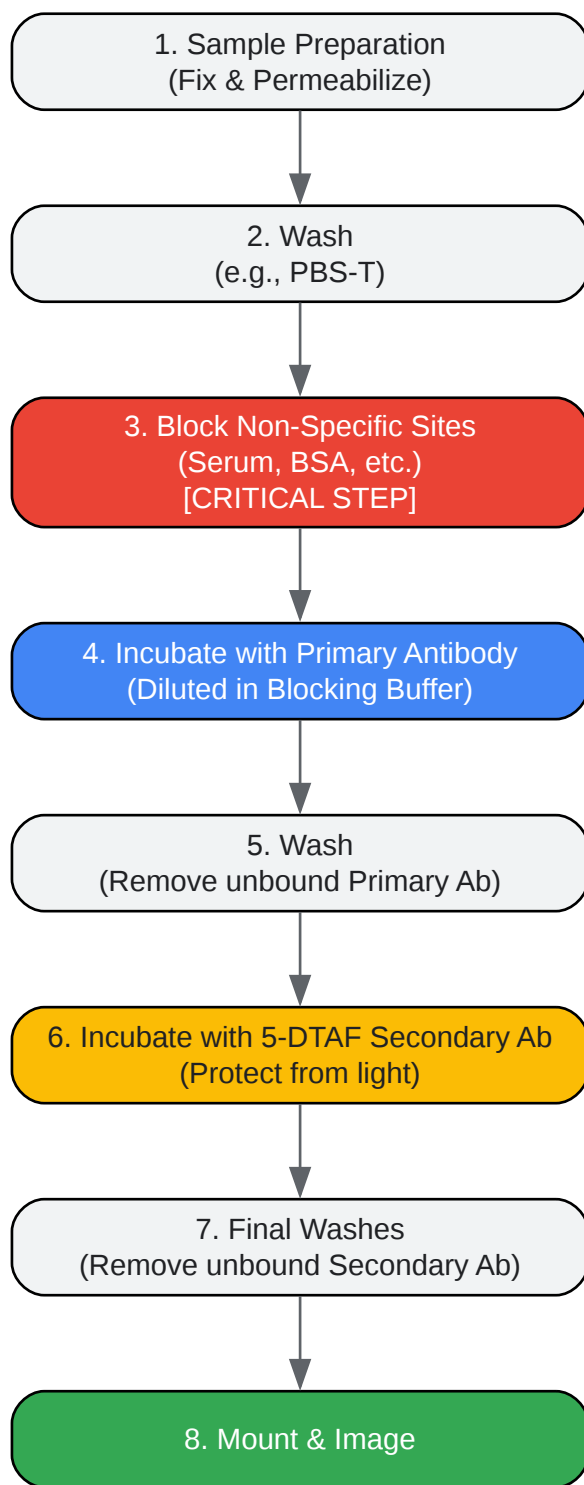 1. Sample Preparation
(Fix & Permeabilize)
2. Wash
(e.g., PBS-T)
3. Block Non-Specific Sites
(Serum, BSA, etc.)
[CRITICAL STEP]
4. Incubate with Primary Antibody
(Diluted in Blocking Buffer)
5. Wash
(Remove unbound Primary Ab)
6. Incubate with 5-DTAF Secondary Ab
(Protect from light)
7. Final Washes
(Remove unbound Secondary Ab)
8. Mount & Image